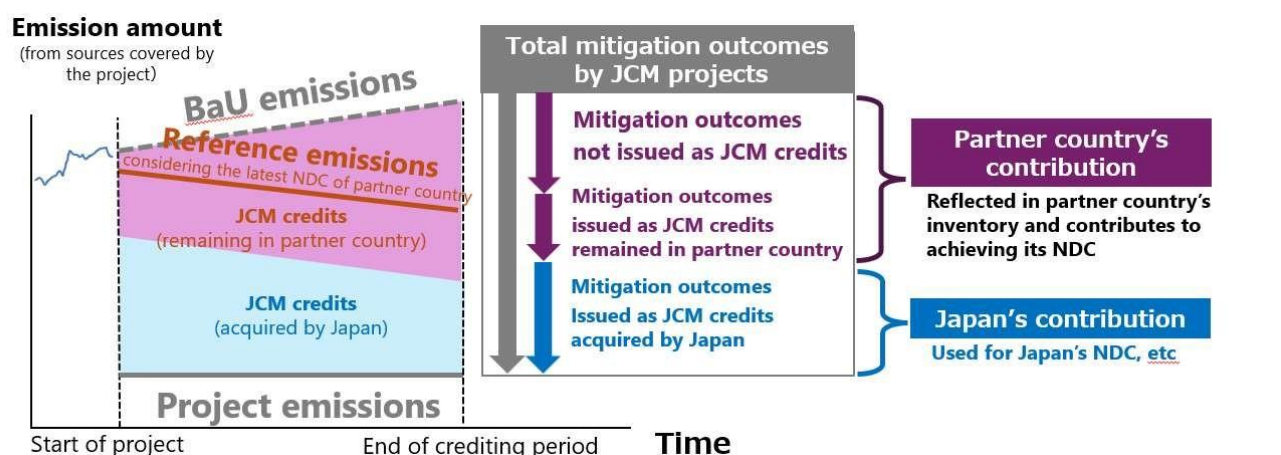 Emission amount
(from sources covered by
the project)
BaU emissions
Reference emissions
considering the latest NDC of partner country
JCM credits
(remaining in partner country)
JCM credits
(acquired by Japan)
Project emissions
Start of project
End of crediting period
Time
Total mitigation outcomes
by JCM projects
Mitigation outcomes
not issued as JCM credits
Mitigation outcomes
issued as JCM credits
remained in partner country
Mitigation outcomes
Issued as JCM credits
acquired by Japan
Partner country's
contribution
Reflected in partner country's
inventory and contributes to
achieving its NDC
Japan's contribution
Used for Japan's NDC, etc